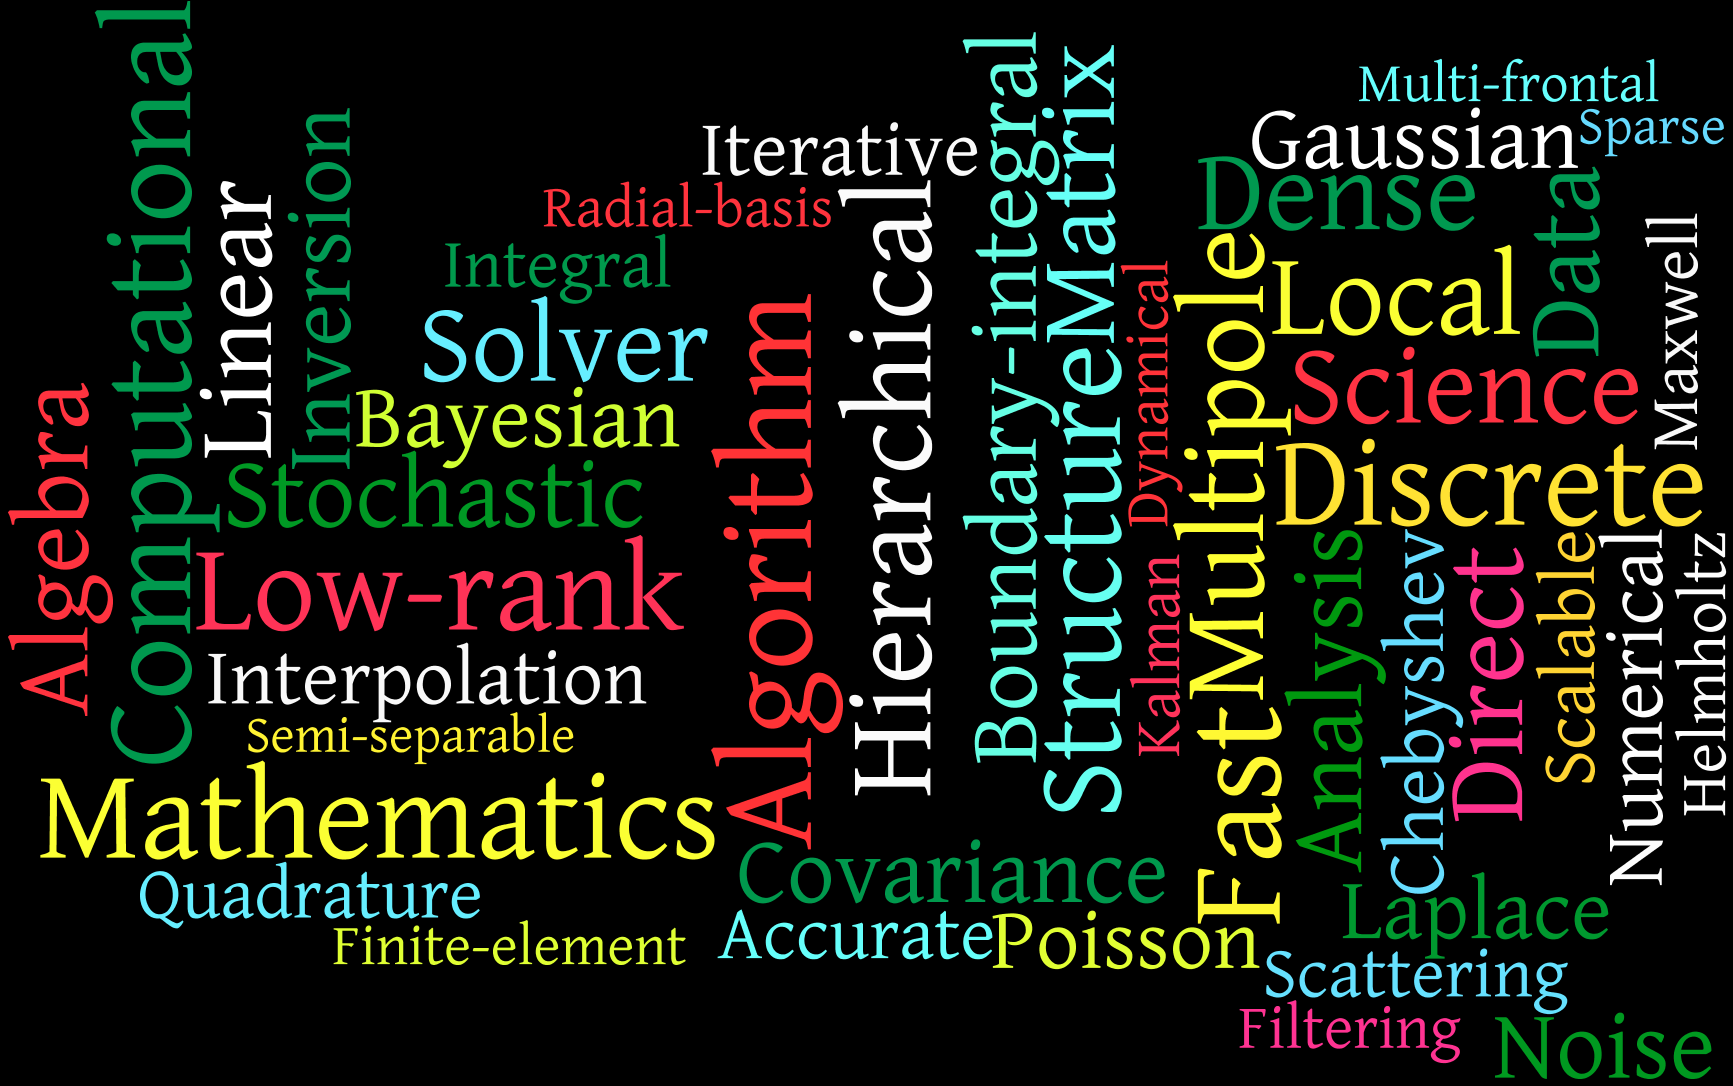 Algebra
Computational
Linear
Inversion
Iterative
Radial-basis
Integral
Solver
Bayesian
Stochastic
Low-rank
Interpolation
Semi-separable
Mathematics
Quadrature
Finite-element
Algorithm
Hierarchical
Boundary-integral
Matrix
Structure
Dynamical
Kalman
Covariance
Accurate
Poisson
Multi-frontal
Gaussian
Sparse
Dense
Data
Maxwell
Multipole
Local
Science
Discrete
Fast
Analysis
Chebyshev
Direct
Scalable
Numerical
Helmholtz
Laplace
Scattering
Filtering
Noise